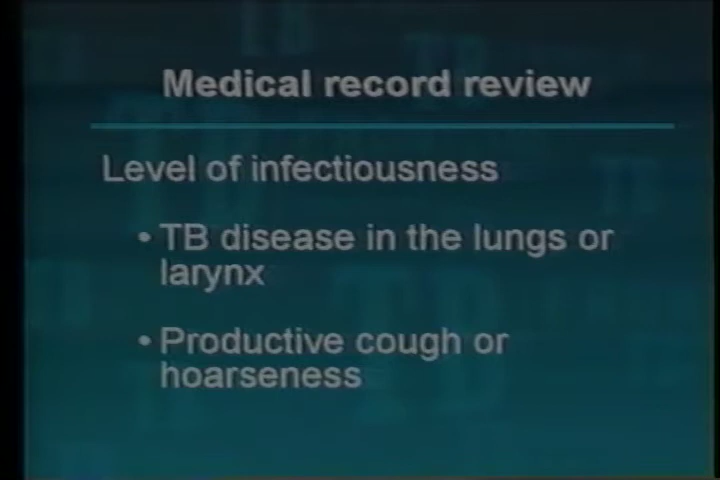 Medical record review
Level of infectiousness
• TB disease in the lungs or
larynx
• Productive cough or
hoarseness